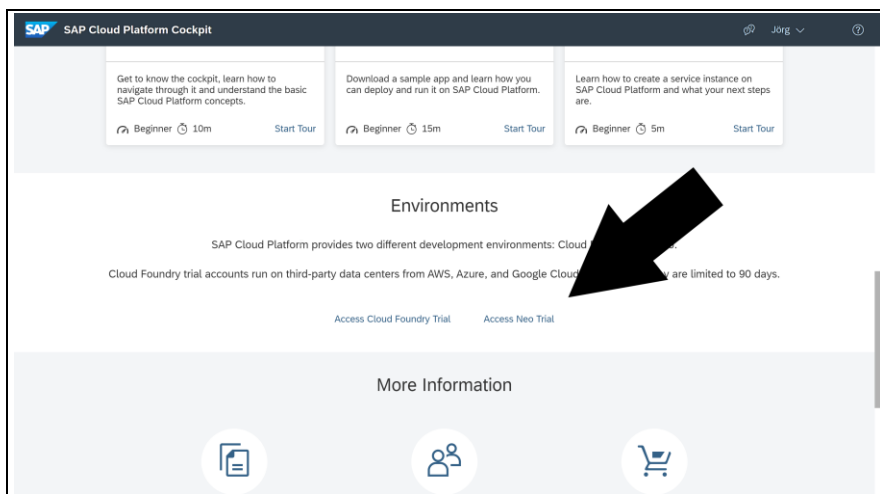 SAP SAP Cloud Platform Cockpit Jörg
Get to know the cockpit, learn how to
navigate through it and understand the basic
SAP Cloud Platform concepts.
Beginner 10m Start Tour
Download a sample app and learn how you
can deploy and run it on SAP Cloud Platform.
Beginner 15m Start Tour
Learn how to create a service instance on
SAP Cloud Platform and what your next steps
are.
Beginner 5m Start Tour
Environments
SAP Cloud Platform provides two different development environments: Cloud
Cloud Foundry trial accounts run on third-party data centers from AWS, Azure, and Google Cloud are limited to 90 days.
Access Cloud Foundry Trial Access Neo Trial
More Information